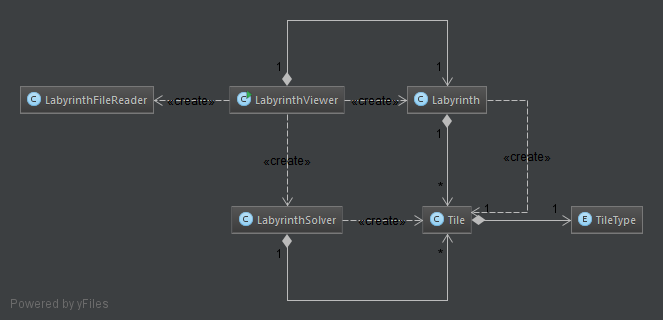 1
1
C LabyrinthFileReader
«create»
C LabyrinthViewer
«create»
C Labyrinth
1
«create»
«create»
*
1
1
C LabyrinthSolver
«create»
C Tile
E TileType
1
*
Powered by yFiles